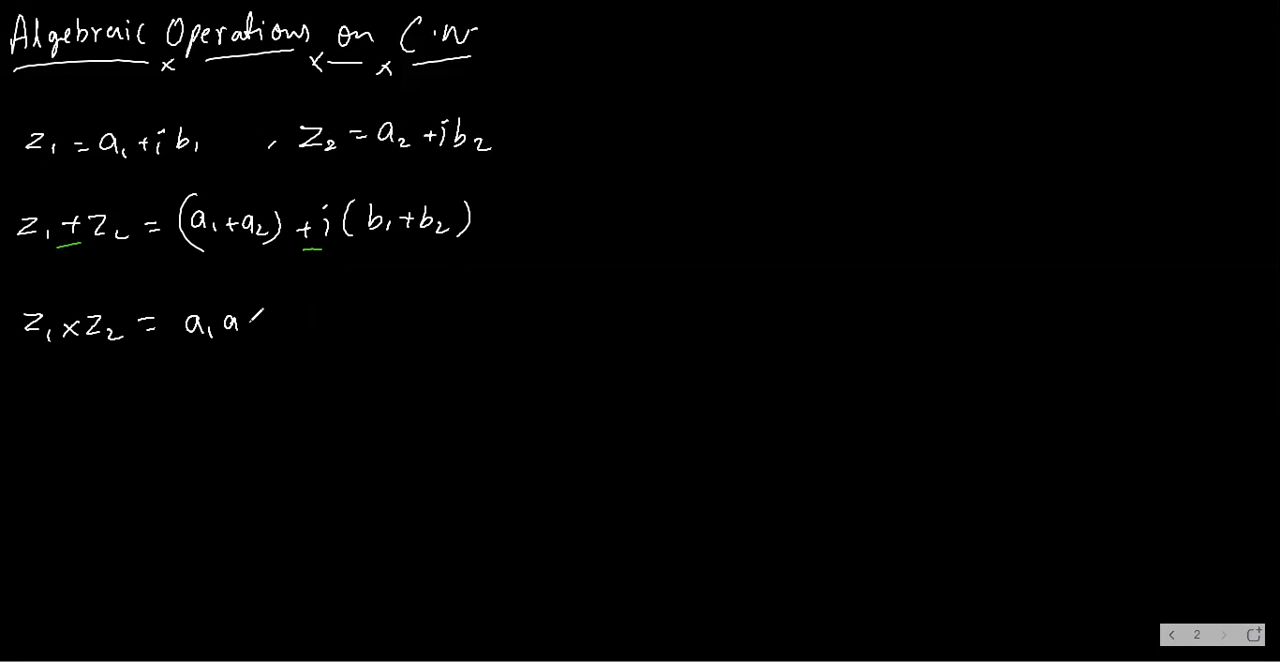 Algebraic Operations on C.N
z₁ = a₁ + i b₁ , z₂ = a₂ + i b₂
z₁ + z₂ = (a₁ + a₂) + i (b₁ + b₂)
z₁ × z₂ = a₁ a
2